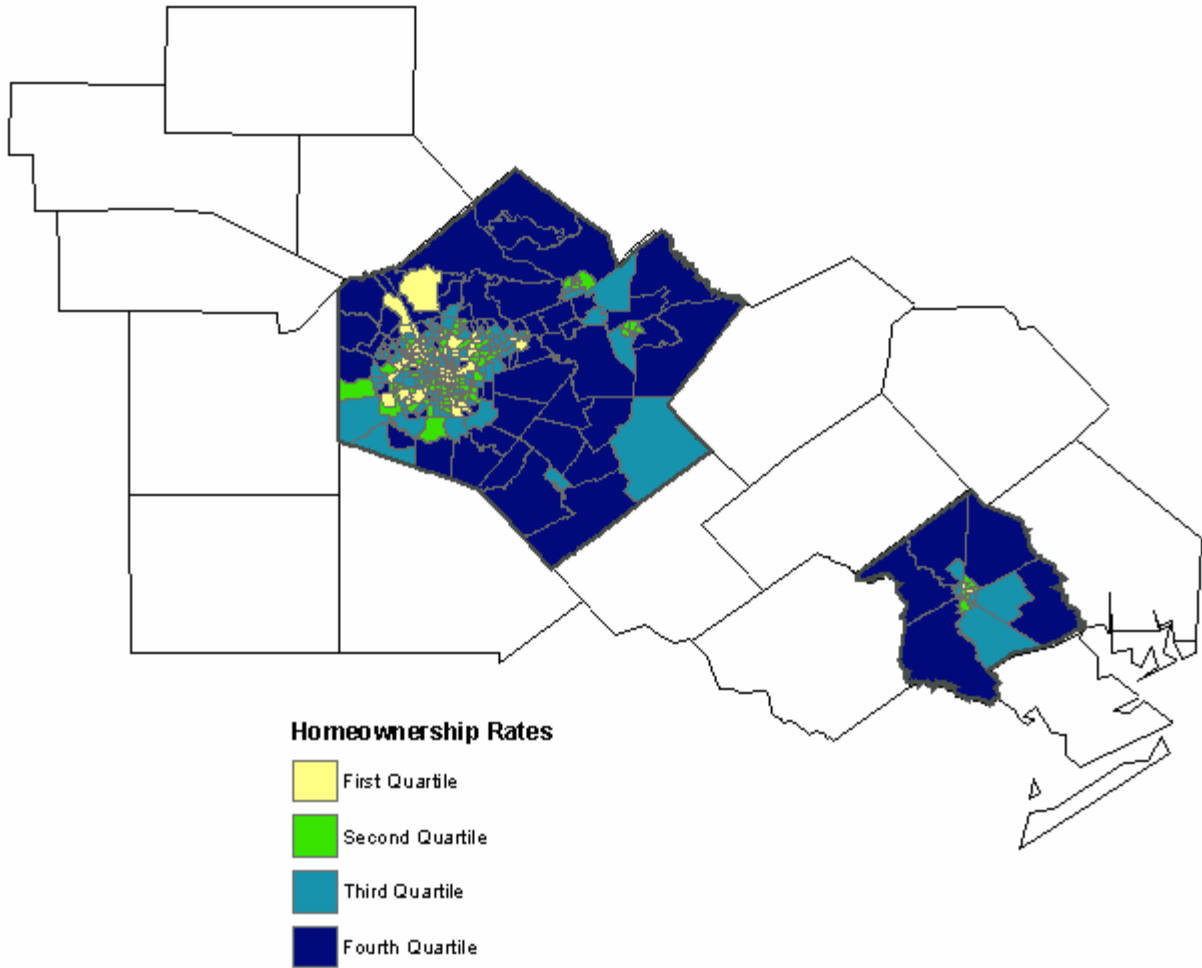 Homeownership Rates
First Quartile
Second Quartile
Third Quartile
Fourth Quartile